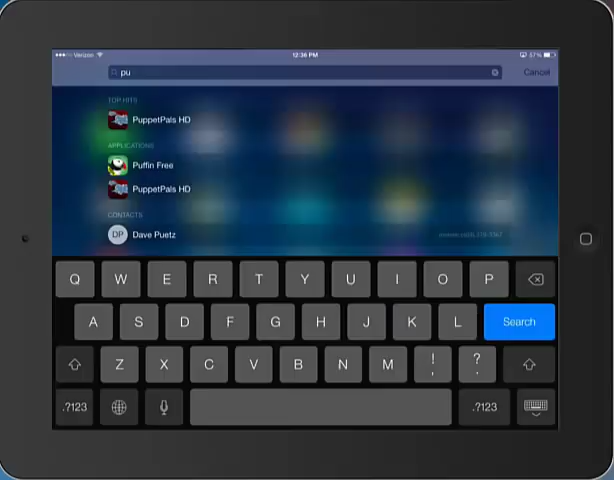 Verizon 12:36 PM 37%
pu Cancel
TOP HITS
PuppetPals HD
APPLICATIONS
Puffin Free
PuppetPals HD
CONTACTS
DP Dave Puetz
Q W E R T Y U I O P
A S D F G H J K L Search
Z X C V B N M ! , ? .
.?123 .?123